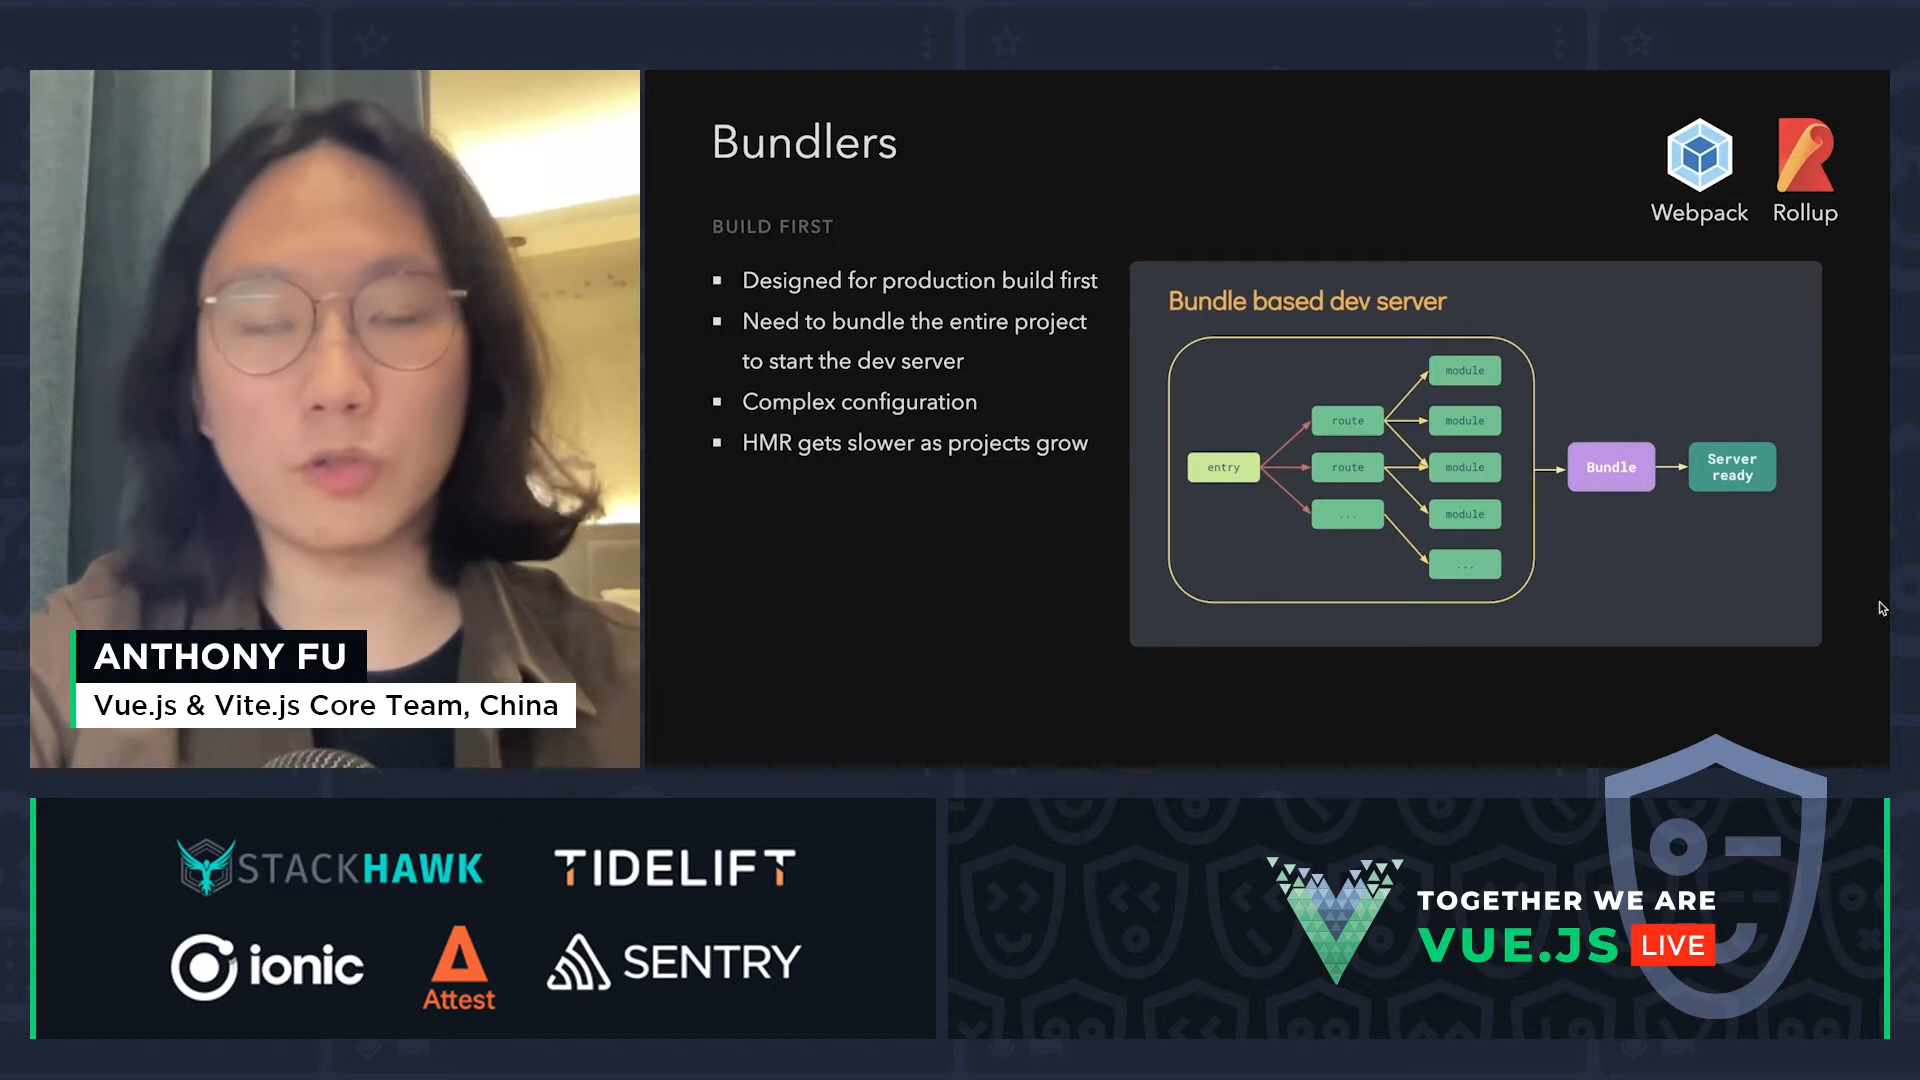 Bundlers
Webpack
Rollup
BUILD FIRST
Designed for production build first
Need to bundle the entire project
to start the dev server
Complex configuration
HMR gets slower as projects grow
Bundle based dev server
entry
route
route
...
module
module
module
module
...
Bundle
Server
ready
ANTHONY FU
Vue.js & Vite.js Core Team, China
STACKHAWK
TIDELIFT
ionic
Attest
SENTRY
TOGETHER WE ARE
VUE.JS LIVE